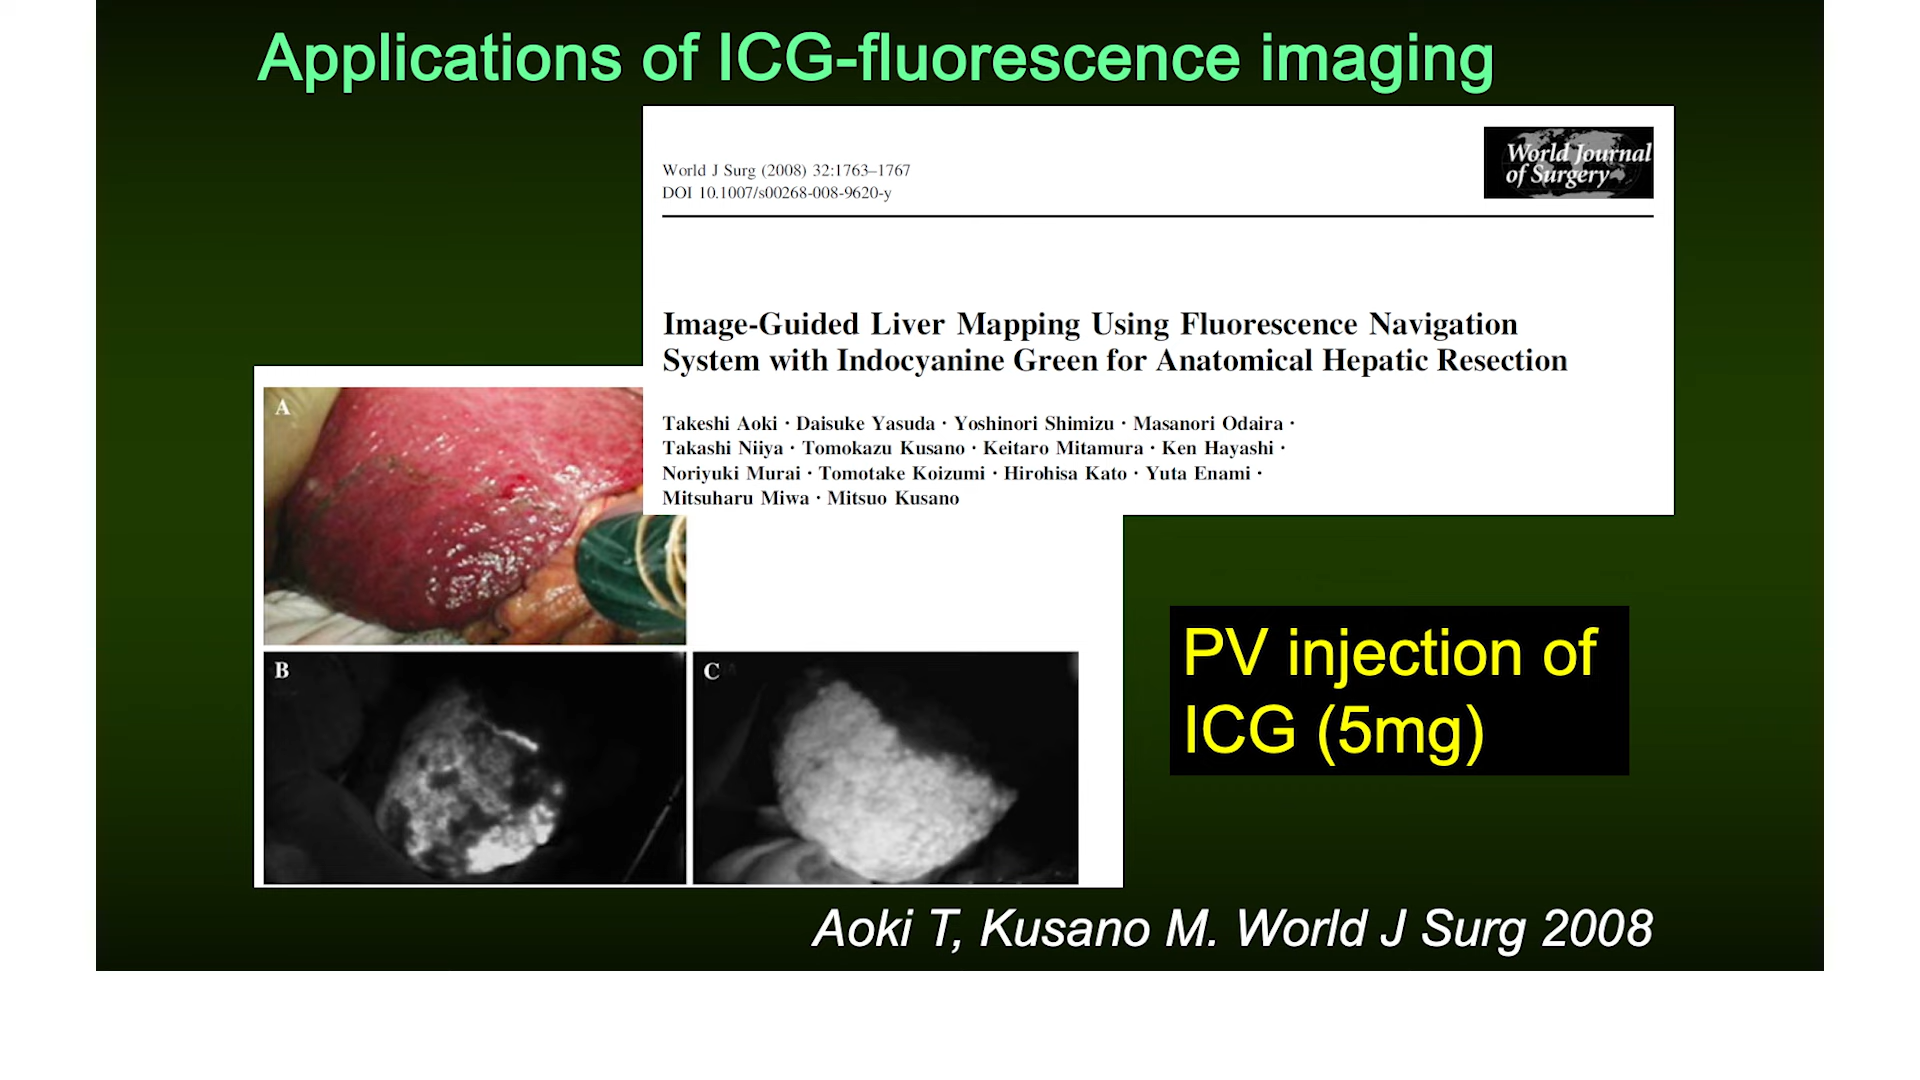 Applications of ICG-fluorescence imaging
World J Surg (2008) 32:1763–1767
DOI 10.1007/s00268-008-9620-y
World Journal
of Surgery
Image-Guided Liver Mapping Using Fluorescence Navigation
System with Indocyanine Green for Anatomical Hepatic Resection
Takeshi Aoki · Daisuke Yasuda · Yoshinori Shimizu · Masanori Odaira ·
Takashi Niiya · Tomokazu Kusano · Keitaro Mitamura · Ken Hayashi ·
Noriyuki Murai · Tomotake Koizumi · Hirohisa Kato · Yuta Enami ·
Mitsuharu Miwa · Mitsuo Kusano
A
B
C
PV injection of
ICG (5mg)
Aoki T, Kusano M. World J Surg 2008